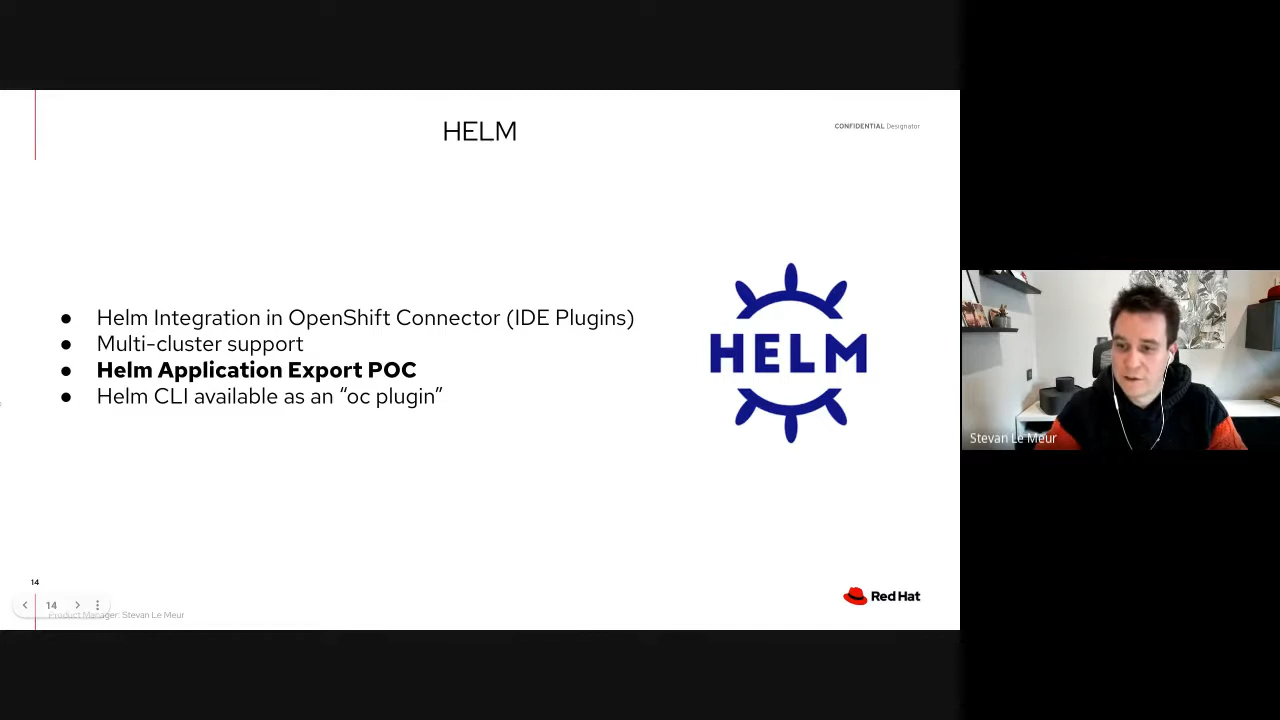 HELM
CONFIDENTIAL Designator
● Helm Integration in OpenShift Connector (IDE Plugins)
● Multi-cluster support
● Helm Application Export POC
● Helm CLI available as an “oc plugin”
HELM
Stevan Le Meur
14
14
Product Manager: Stevan Le Meur
Red Hat